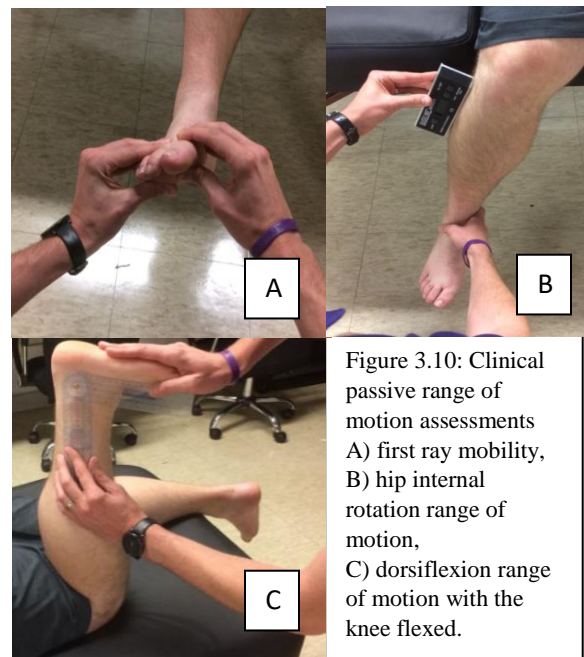 A
B
C
Figure 3.10: Clinical
passive range of
motion assessments
A) first ray mobility,
B) hip internal
rotation range of
motion,
C) dorsiflexion range
of motion with the
knee flexed.